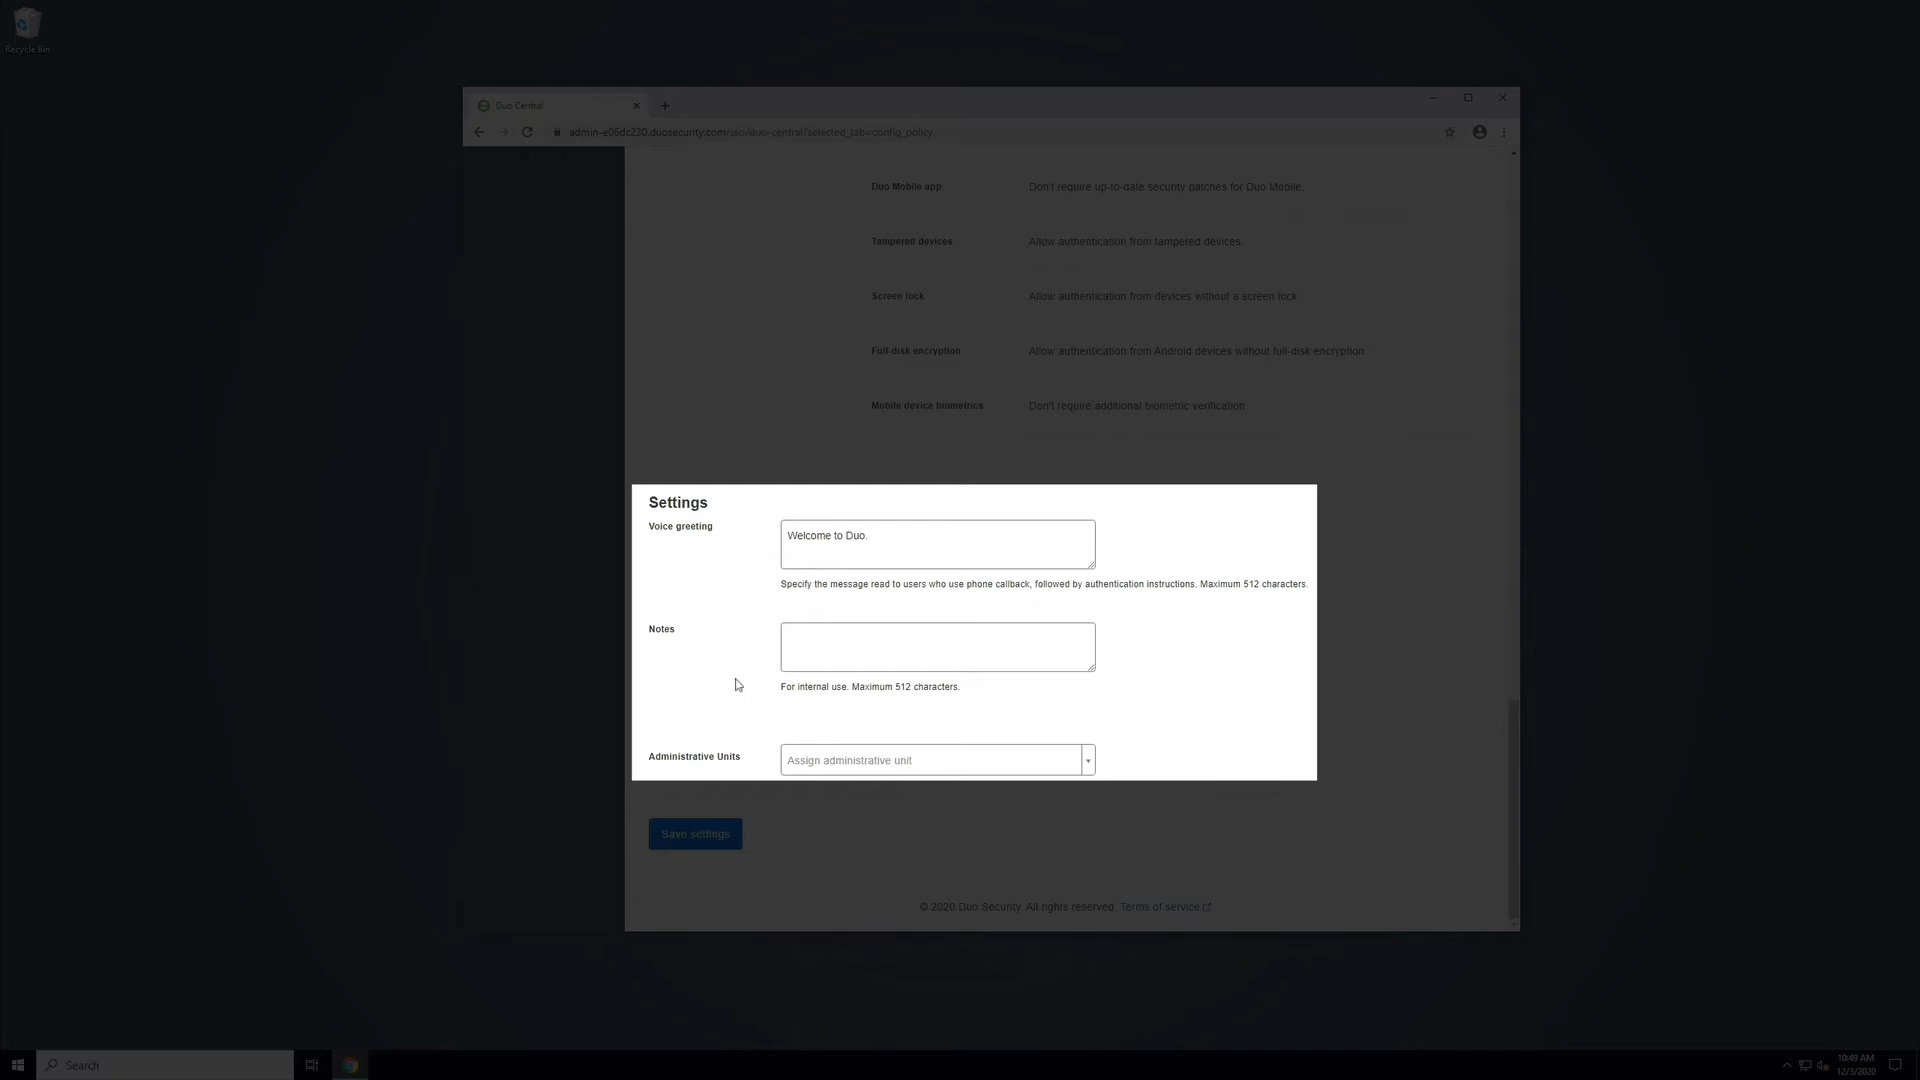 Recycle Bin
Duo Central
admin-e06dc230.duosecurity.com/sso/duo-central?selected_tab=config_policy
Duo Mobile app Don't require up-to-date security patches for Duo Mobile.
Tampered devices Allow authentication from tampered devices.
Screen lock Allow authentication from devices without a screen lock.
Full-disk encryption Allow authentication from Android devices without full-disk encryption.
Mobile device biometrics Don't require additional biometric verification.
Settings
Voice greeting Welcome to Duo.
Specify the message read to users who use phone callback, followed by authentication instructions. Maximum 512 characters.
Notes
For internal use. Maximum 512 characters.
Administrative Units Assign administrative unit
Save settings
© 2020 Duo Security. All rights reserved. Terms of service
Search
10:49 AM
12/3/2020